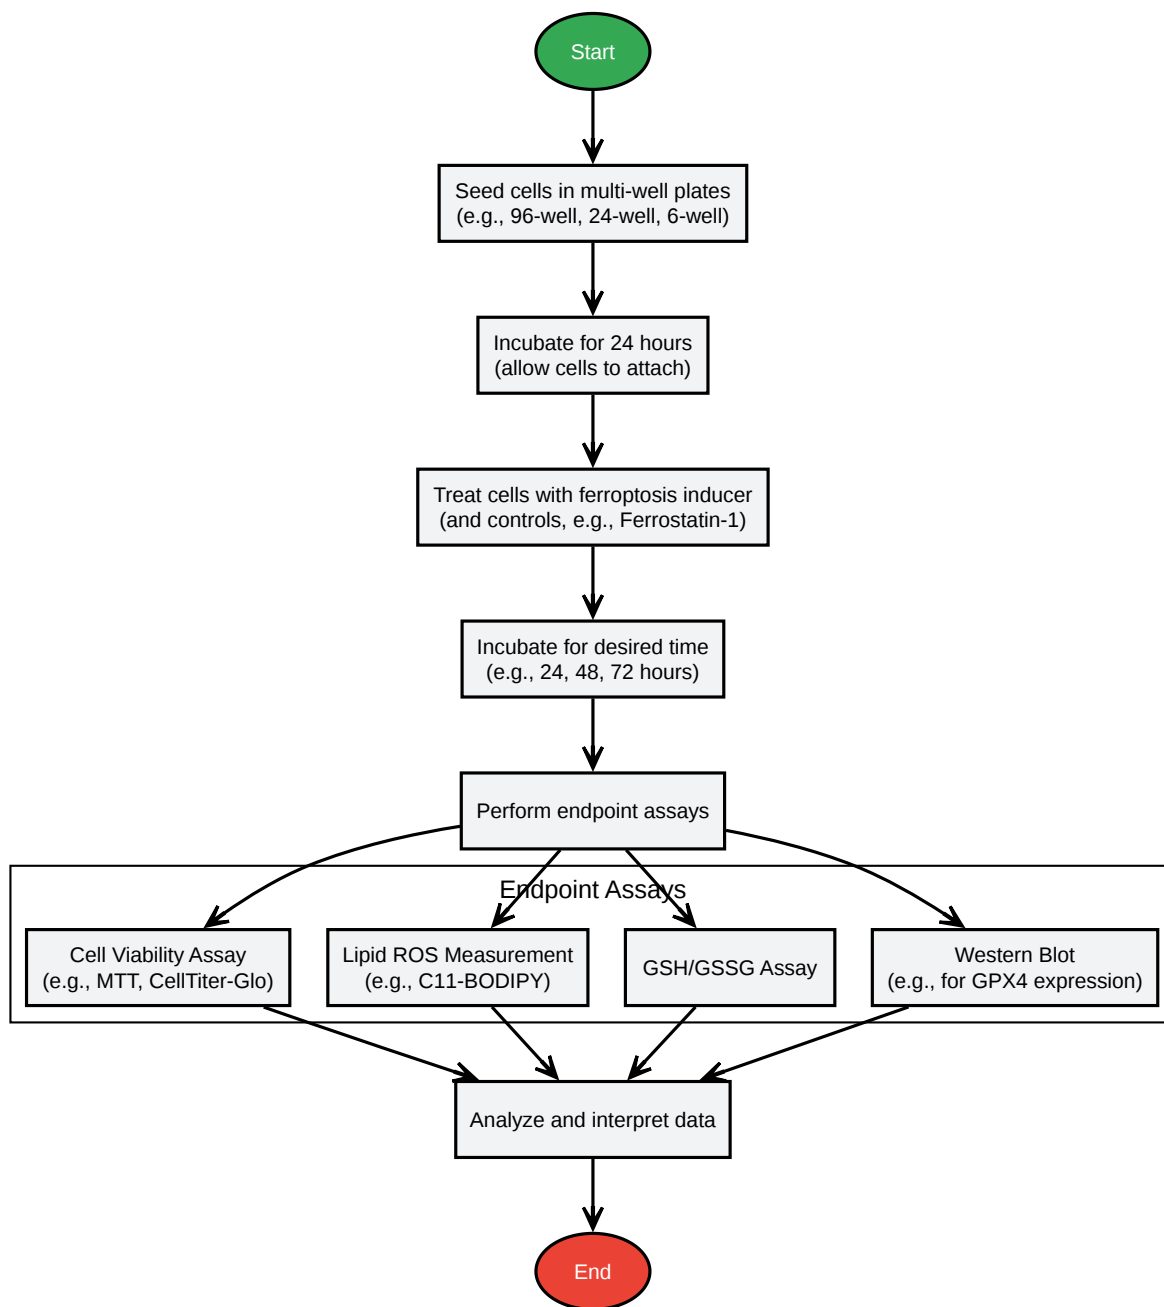 Start
Seed cells in multi-well plates
(e.g., 96-well, 24-well, 6-well)
Incubate for 24 hours
(allow cells to attach)
Treat cells with ferroptosis inducer
(and controls, e.g., Ferrostatin-1)
Incubate for desired time
(e.g., 24, 48, 72 hours)
Perform endpoint assays
Endpoint Assays
Cell Viability Assay
(e.g., MTT, CellTiter-Glo)
Lipid ROS Measurement
(e.g., C11-BODIPY)
GSH/GSSG Assay
Western Blot
(e.g., for GPX4 expression)
Analyze and interpret data
End